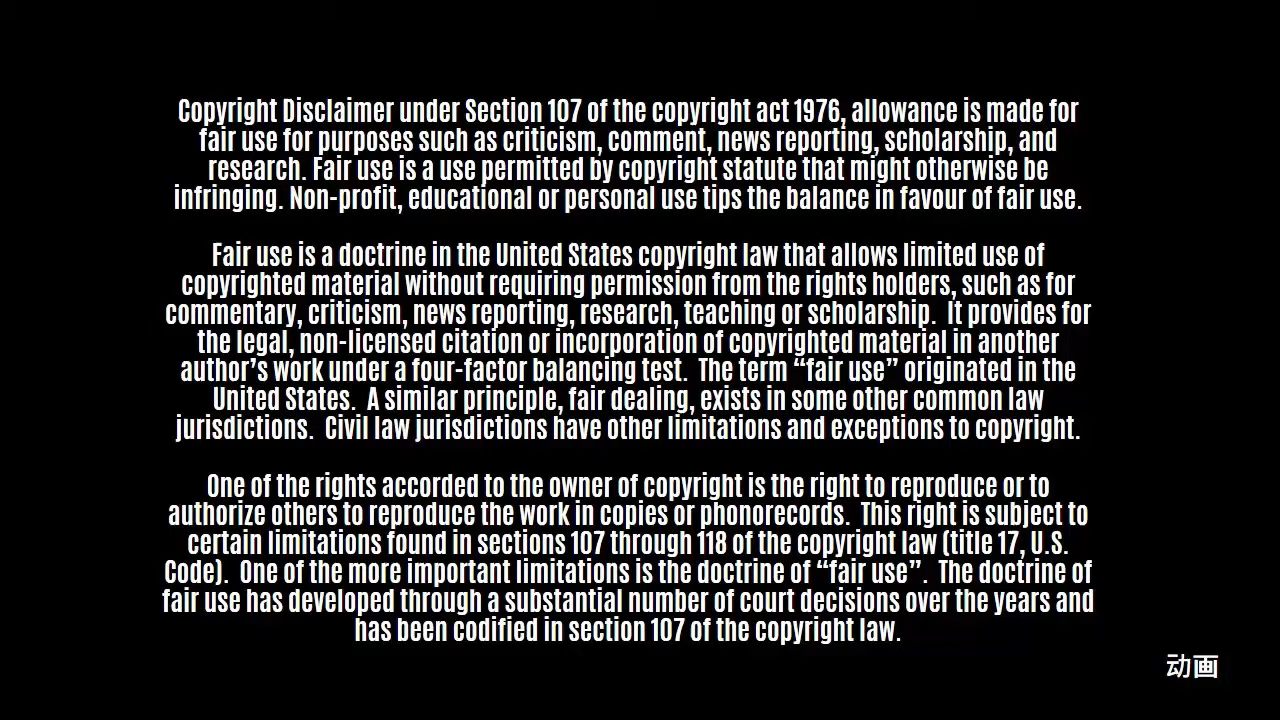 Copyright Disclaimer under Section 107 of the copyright act 1976, allowance is made for
fair use for purposes such as criticism, comment, news reporting, scholarship, and
research. Fair use is a use permitted by copyright statute that might otherwise be
infringing. Non-profit, educational or personal use tips the balance in favour of fair use.
Fair use is a doctrine in the United States copyright law that allows limited use of
copyrighted material without requiring permission from the rights holders, such as for
commentary, criticism, news reporting, research, teaching or scholarship.  It provides for
the legal, non-licensed citation or incorporation of copyrighted material in another
author’s work under a four-factor balancing test.  The term “fair use” originated in the
United States.  A similar principle, fair dealing, exists in some other common law
jurisdictions.  Civil law jurisdictions have other limitations and exceptions to copyright.
One of the rights accorded to the owner of copyright is the right to reproduce or to
authorize others to reproduce the work in copies or phonorecords.  This right is subject to
certain limitations found in sections 107 through 118 of the copyright law (title 17, U.S.
Code).  One of the more important limitations is the doctrine of “fair use”.  The doctrine of
fair use has developed through a substantial number of court decisions over the years and
has been codified in section 107 of the copyright law.
动画